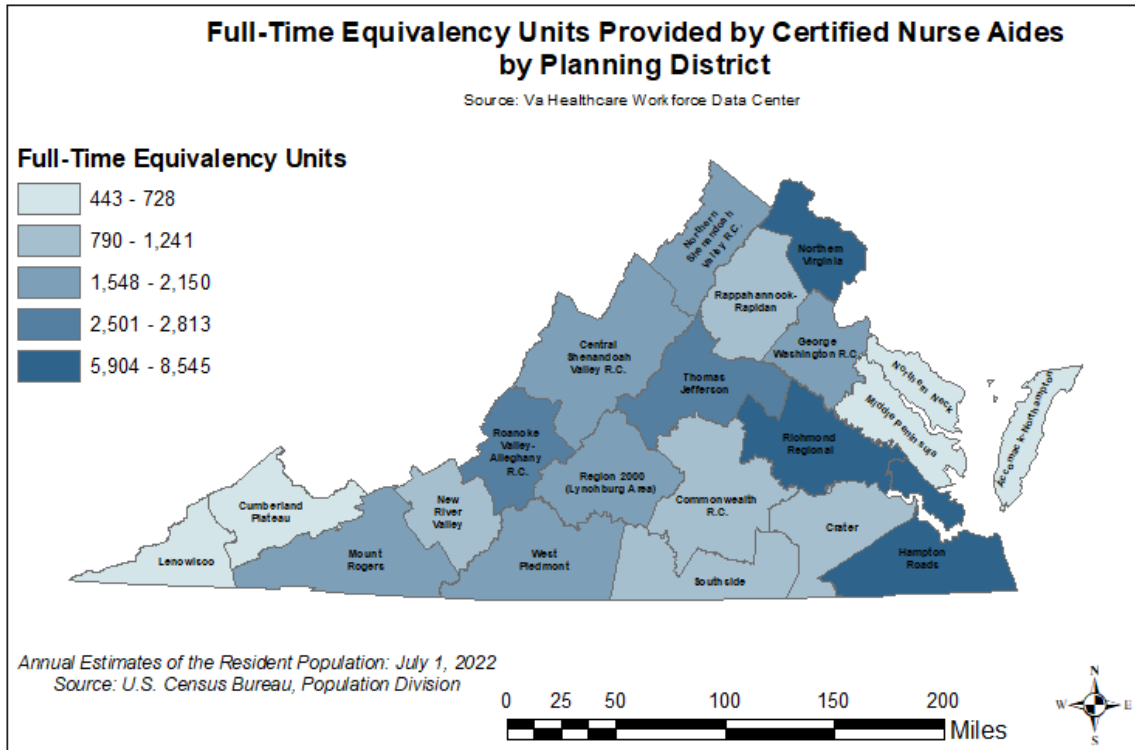 Full-Time Equivalency Units Provided by Certified Nurse Aides
by Planning District
Source: Va Healthcare Workforce Data Center
Full-Time Equivalency Units
443 - 728
790 - 1,241
1,548 - 2,150
2,501 - 2,813
5,904 - 8,545
Northern
Shenandoah
Valley R.C.
Northern
Virginia
Rappahannock-
Rapidan
Central
Shenandoah
Valley R.C.
George
Washington R.C.
Northern Neck
Thomas
Jefferson
Middle Peninsula
Accomack-Northampton
Roanoke
Valley-
Alleghany
R.C.
Richmond
Regional
Region 2000
(Lynchburg Area)
Commonwealth
R.C.
New
River
Valley
Cumberland
Plateau
Crater
Lenowisco
Mount
Rogers
West
Piedmont
Southside
Hampton
Roads
Annual Estimates of the Resident Population: July 1, 2022
Source: U.S. Census Bureau, Population Division
0 25 50 100 150 200
Miles
N
W E
S